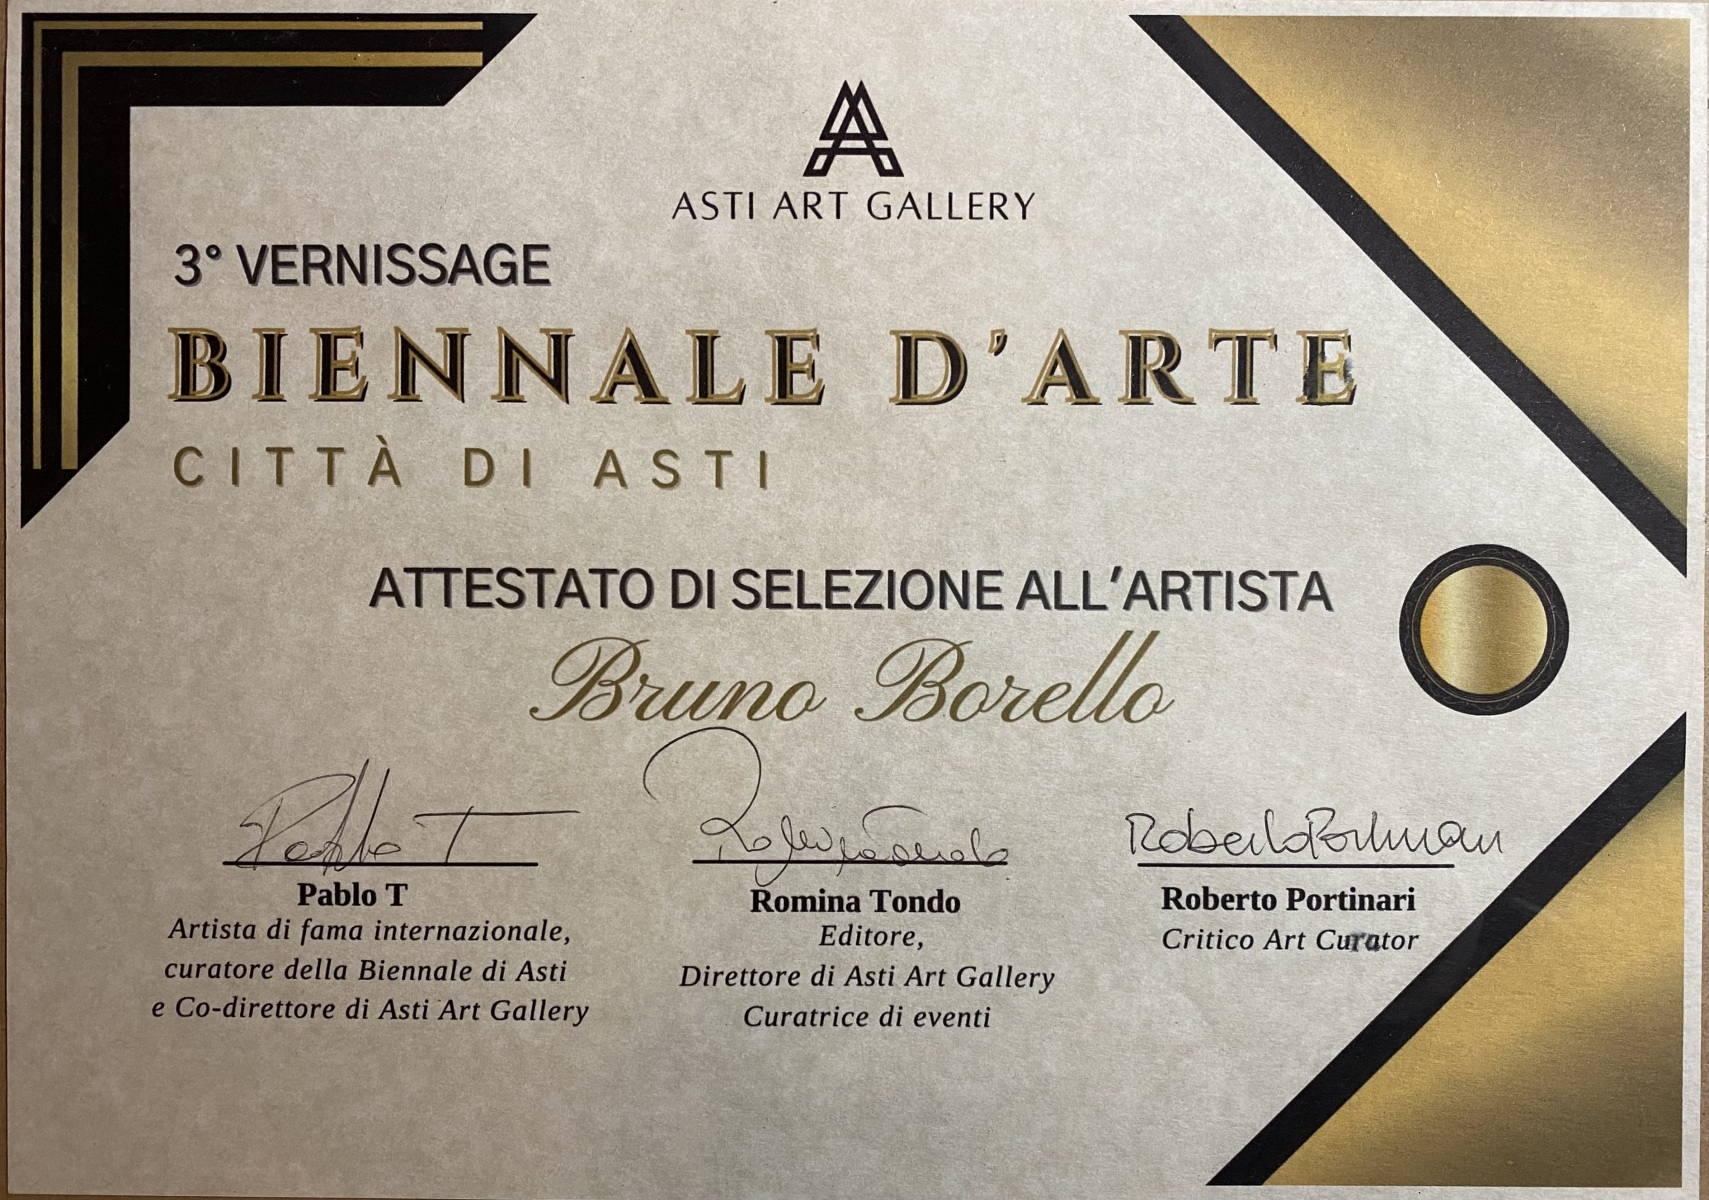 ASTI ART GALLERY
3° VERNISSAGE
BIENNALE D'ARTE
CITTÀ DI ASTI
ATTESTATO DI SELEZIONE ALL'ARTISTA
Bruno Borello
Pablo T
Pablo T
Artista di fama internazionale,
curatore della Biennale di Asti
e Co-direttore di Asti Art Gallery
Romina Tondo
Editore,
Direttore di Asti Art Gallery
Curatrice di eventi
Roberto Portinari
Critico Art Curator